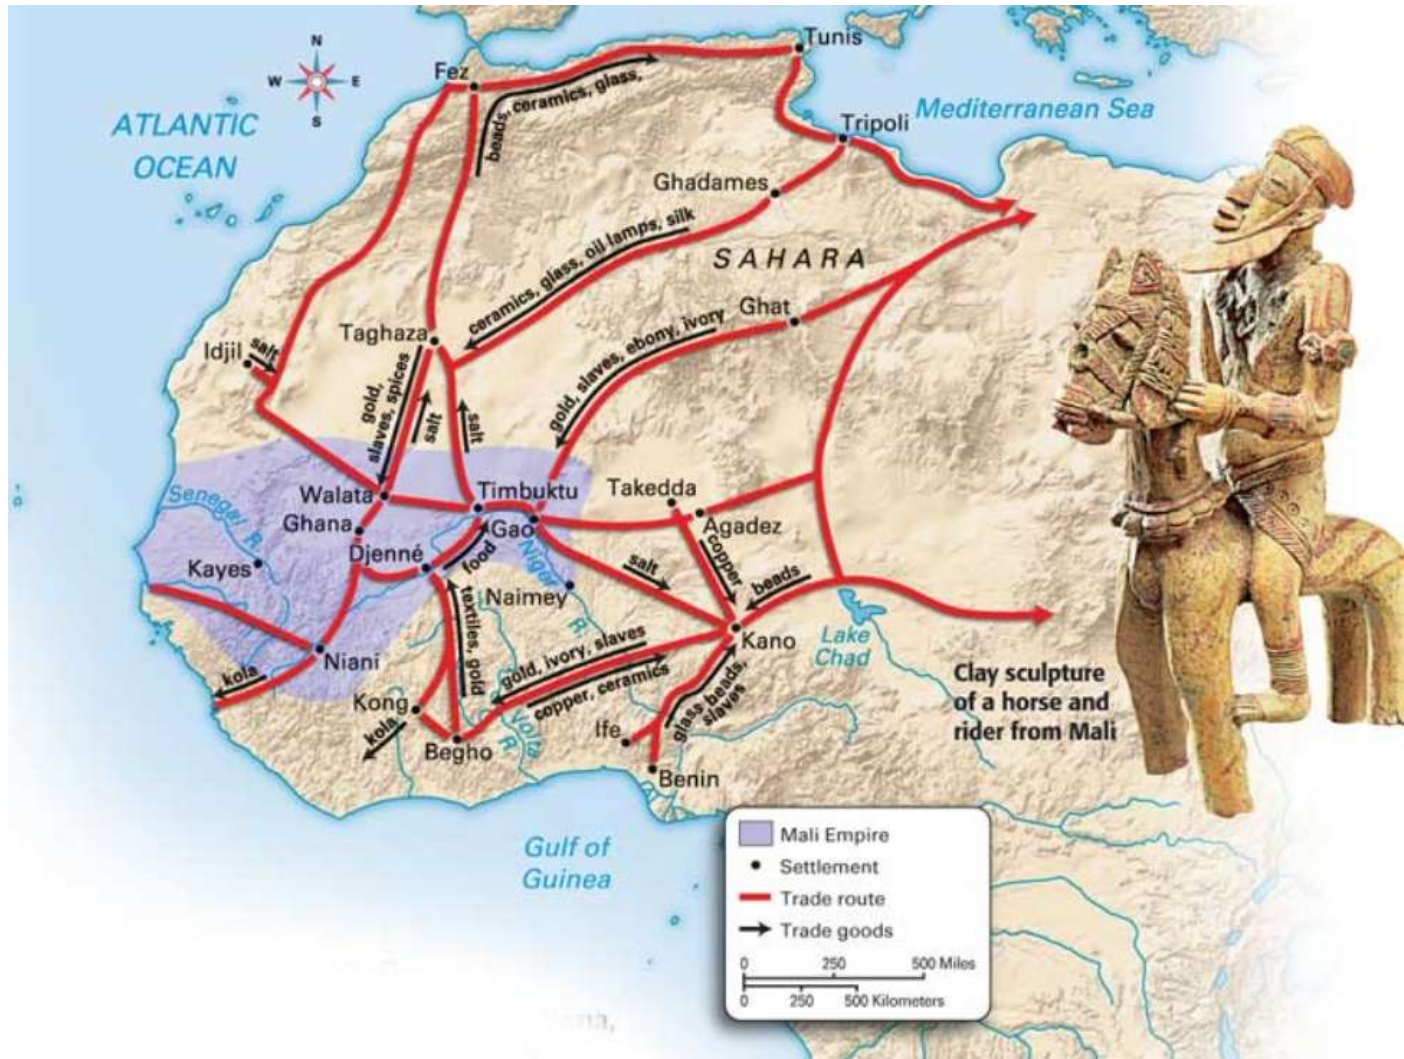 N
W
E
S
Tunis
Fez
beads, ceramics, glass,
Mediterranean Sea
ATLANTIC
OCEAN
Tripoli
Ghadames
ceramics, glass, oil lamps, silk
SAHARA
Ghat
gold, slaves, ebony, ivory
Taghaza
Idjil
salt
gold,
slaves, spices
salt
salt
Senegal R.
Walata
Timbuktu
Takedda
Ghana
Gao
Agadez
Djenné
food
Niger R.
copper
Kayes
salt
beads
Naimey
textiles, gold
Kano
Lake
Chad
Niani
gold, ivory, slaves
copper, ceramics
kola
Kong
kola
Volta R.
Ife
glass beads,
slaves
Begho
Benin
Clay sculpture
of a horse and
rider from Mali
Gulf of
Guinea
Mali Empire
Settlement
Trade route
Trade goods
0 250 500 Miles
0 250 500 Kilometers